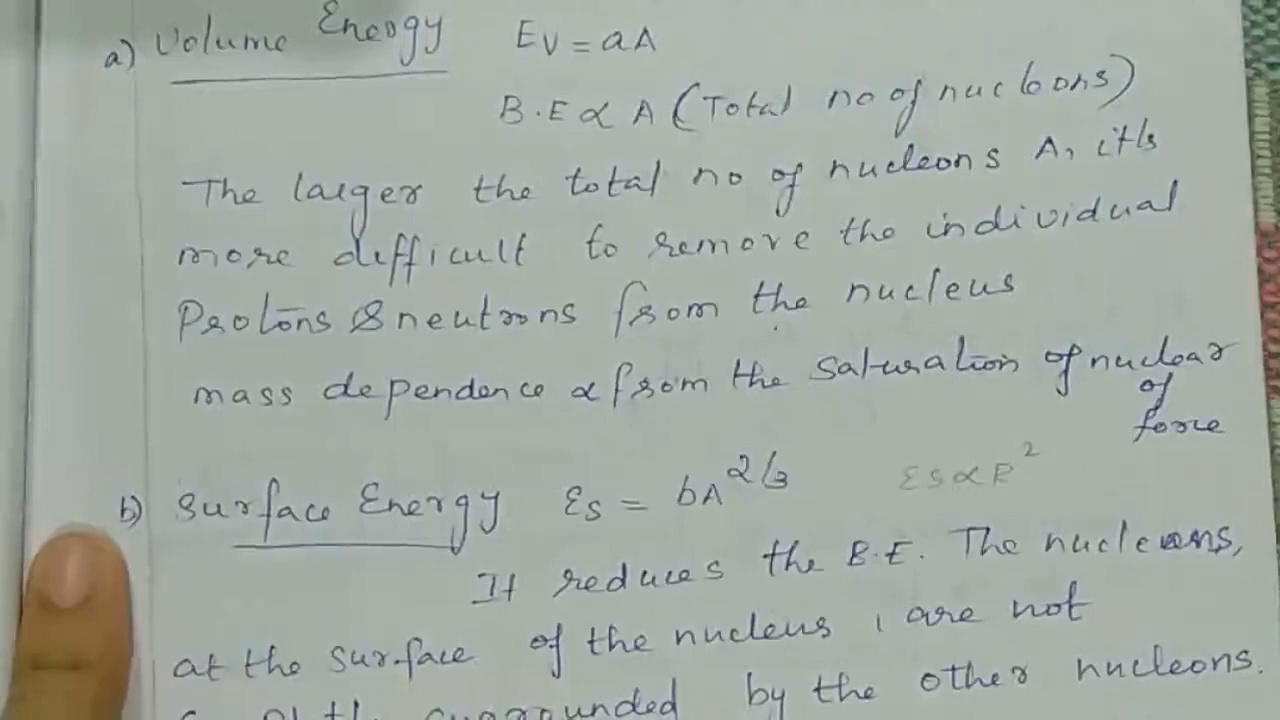 a) Volume Energy Ev = aA
B.E ∝ A (Total no of nucleons)
The larger the total no of nucleons A, it is
more difficult to remove the individual
Protons & neutrons from the nucleus
mass dependence ∝ from the saturation of nuclear
of
force
b) Surface Energy Es = bA^2/3 Es ∝ R^2
It reduces the B.E. The nucleons,
at the surface of the nucleus, are not
surrounded by the other nucleons.